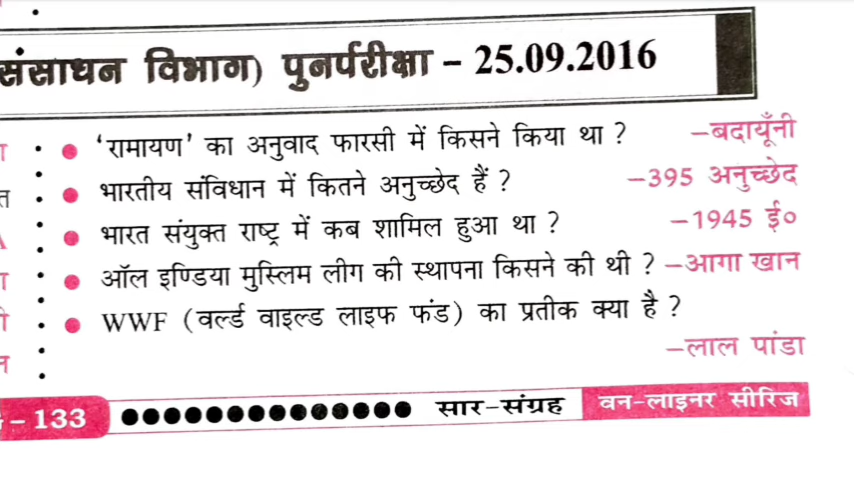 संसाधन विभाग) पुनर्परीक्षा – 25.09.2016
• 'रामायण' का अनुवाद फारसी में किसने किया था ? –बदायूँनी
• भारतीय संविधान में कितने अनुच्छेद हैं ? –395 अनुच्छेद
• भारत संयुक्त राष्ट्र में कब शामिल हुआ था ? –1945 ई०
• ऑल इण्डिया मुस्लिम लीग की स्थापना किसने की थी ? –आगा खान
• WWF (वर्ल्ड वाइल्ड लाइफ फंड) का प्रतीक क्या है ?
–लाल पांडा
– 133 ●●●●●●●●●●●●●● सार-संग्रह वन-लाइनर सीरिज